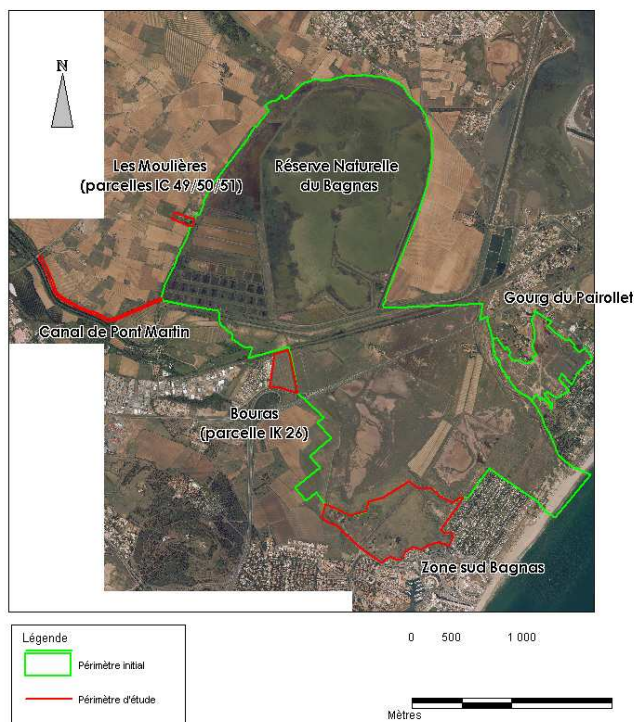 N
Les Moulières
(parcelles IC 49/50/51)
Réserve Naturelle
du Bagnas
Gourg du Pairollet
Canal de Pont Martin
Bouras
(parcelle IK 26)
Zone sud Bagnas
Légende
Périmètre initial
Périmètre d'étude
0 500 1 000
Mètres